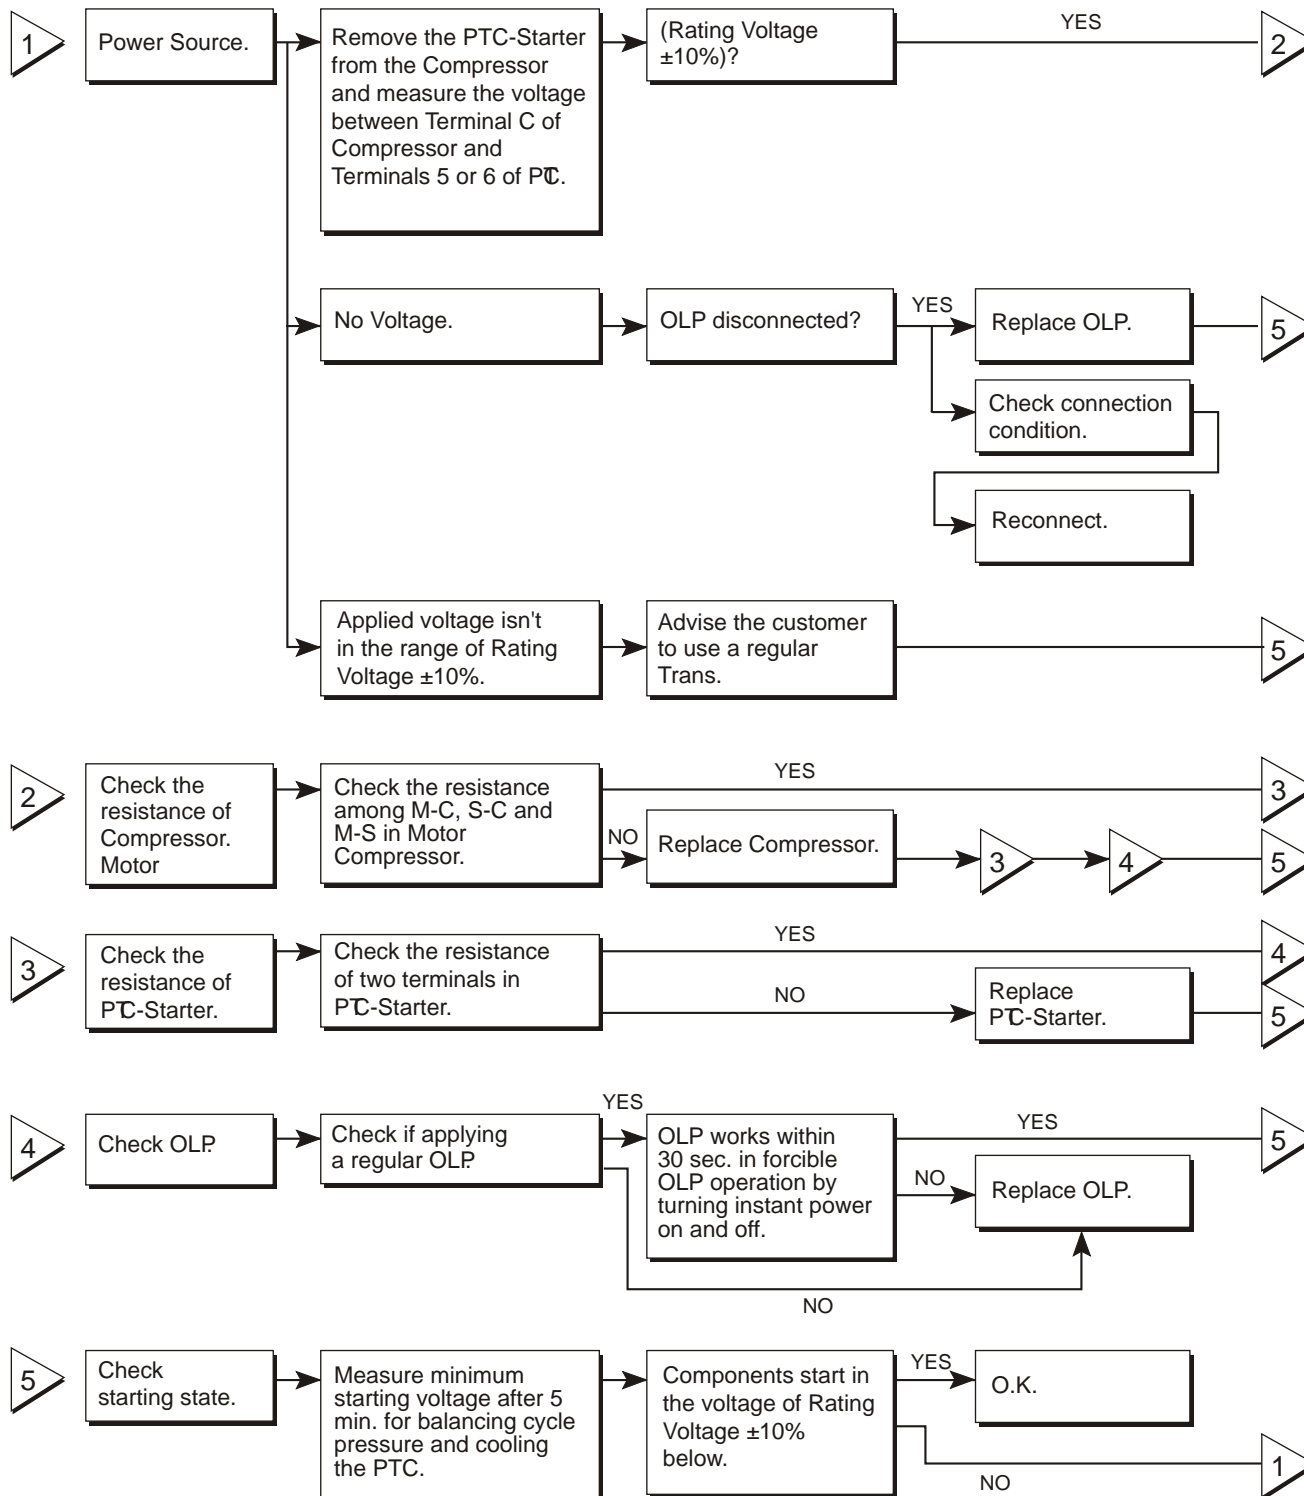 1
Power Source.
Remove the PTC-Starter
from the Compressor
and measure the voltage
between Terminal C of
Compressor and
Terminals 5 or 6 of PTC.
(Rating Voltage
±10%)?
YES
2
No Voltage.
OLP disconnected?
YES
Replace OLP.
5
Check connection
condition.
Reconnect.
Applied voltage isn't
in the range of Rating
Voltage ±10%.
Advise the customer
to use a regular
Trans.
5
2
Check the
resistance of
Compressor.
Motor
Check the resistance
among M-C, S-C and
M-S in Motor
Compressor.
YES
3
NO
Replace Compressor.
3
4
5
3
Check the
resistance of
PTC-Starter.
Check the resistance
of two terminals in
PTC-Starter.
YES
4
NO
Replace
PTC-Starter.
5
4
Check OLP.
Check if applying
a regular OLP.
YES
OLP works within
30 sec. in forcible
OLP operation by
turning instant power
on and off.
YES
5
NO
Replace OLP.
NO
5
Check
starting state.
Measure minimum
starting voltage after 5
min. for balancing cycle
pressure and cooling
the PTC.
Components start in
the voltage of Rating
Voltage ±10%
below.
YES
O.K.
NO
1